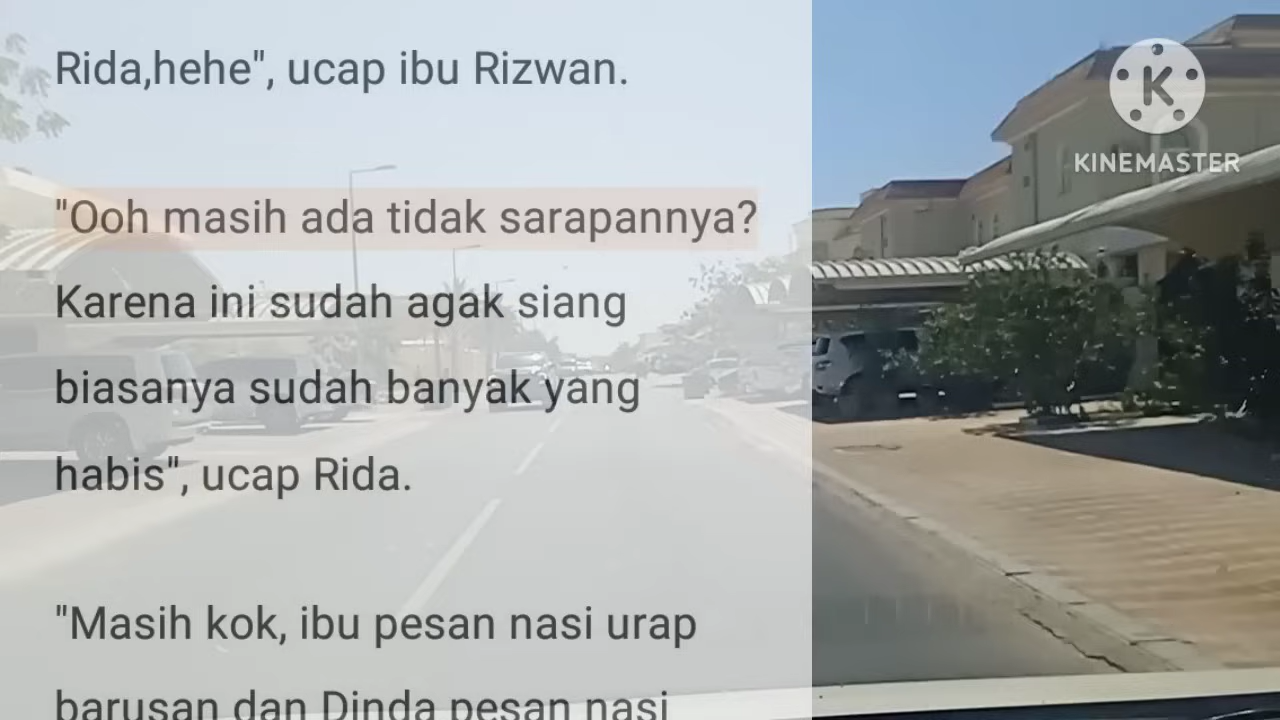 Rida,hehe", ucap ibu Rizwan.
"Ooh masih ada tidak sarapannya?
Karena ini sudah agak siang
biasanya sudah banyak yang
habis", ucap Rida.
"Masih kok, ibu pesan nasi urap
barusan dan Dinda pesan nasi
KINEMASTER